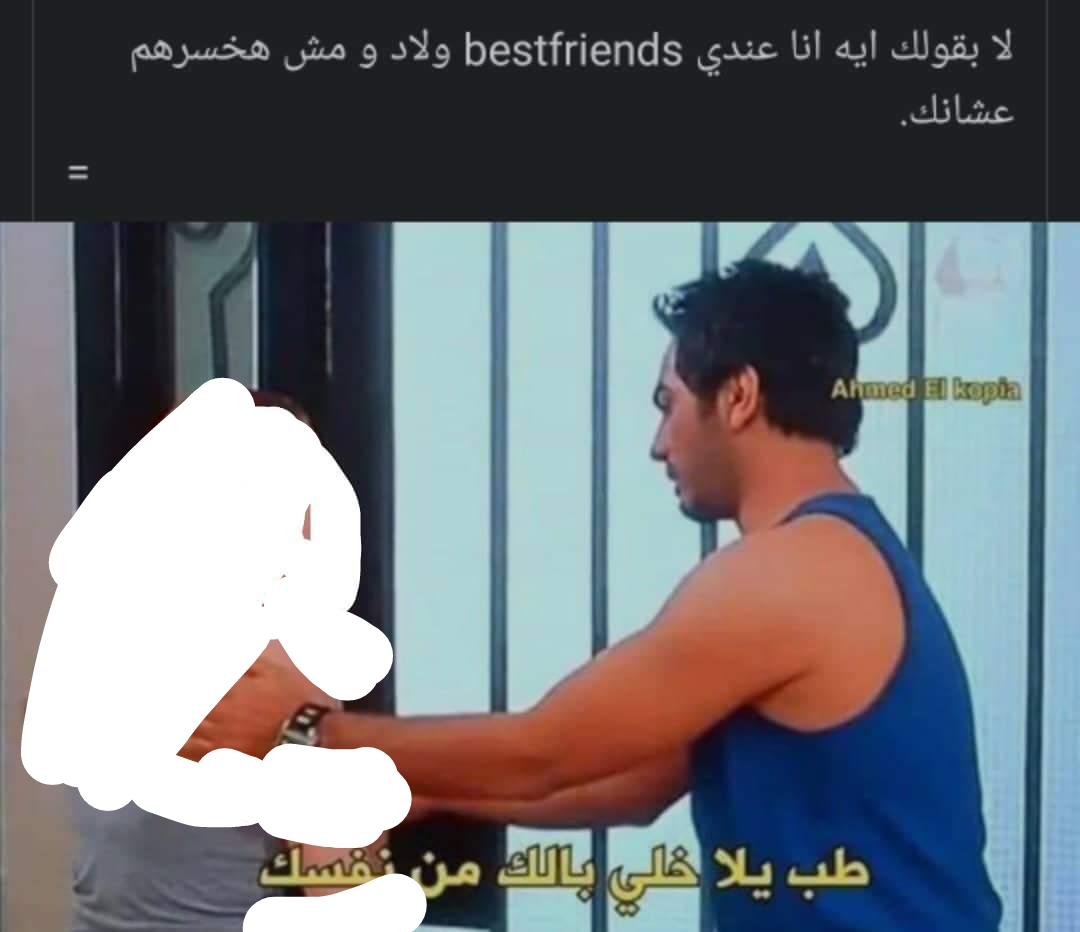 لا بقولك ايه انا عندي bestfriends ولاد و مش هخسرهم
عشانك.
=
Ahmed El kopia
طب يلا خلي بالك من نفسك